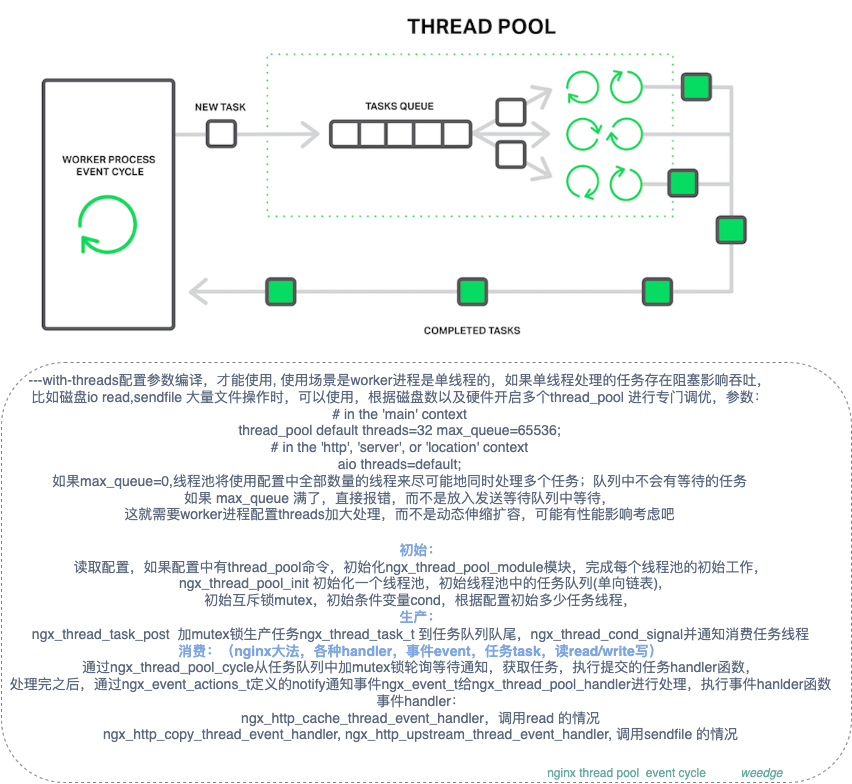 THREAD POOL
NEW TASK
TASKS QUEUE
WORKER PROCESS
EVENT CYCLE
COMPLETED TASKS
---with-threads配置参数编译，才能使用, 使用场景是worker进程是单线程的，如果单线程处理的任务存在阻塞影响吞吐，
比如磁盘io read,sendfile 大量文件操作时，可以使用，根据磁盘数以及硬件开启多个thread_pool 进行专门调优，参数：
# in the 'main' context
thread_pool default threads=32 max_queue=65536;
# in the 'http', 'server', or 'location' context
aio threads=default;
如果max_queue=0,线程池将使用配置中全部数量的线程来尽可能地同时处理多个任务；队列中不会有等待的任务
如果 max_queue 满了，直接报错，而不是放入发送等待队列中等待，
这就需要worker进程配置threads加大处理，而不是动态伸缩扩容，可能有性能影响考虑吧
初始：
读取配置，如果配置中有thread_pool命令，初始化ngx_thread_pool_module模块，完成每个线程池的初始工作，
ngx_thread_pool_init 初始化一个线程池，初始线程池中的任务队列(单向链表)，
初始互斥锁mutex，初始条件变量cond，根据配置初始多少任务线程，
生产：
ngx_thread_task_post 加mutex锁生产任务ngx_thread_task_t 到任务队列队尾，ngx_thread_cond_signal并通知消费任务线程
消费：（nginx大法，各种handler，事件event，任务task，读read/write写）
通过ngx_thread_pool_cycle从任务队列中加mutex锁轮询等待通知，获取任务，执行提交的任务handler函数，
处理完之后，通过ngx_event_actions_t定义的notify通知事件ngx_event_t给ngx_thread_pool_handler进行处理，执行事件hanlder函数
事件handler：
ngx_http_cache_thread_event_handler，调用read 的情况
ngx_http_copy_thread_event_handler, ngx_http_upstream_thread_event_handler, 调用sendfile 的情况
nginx thread pool event cycle weedge